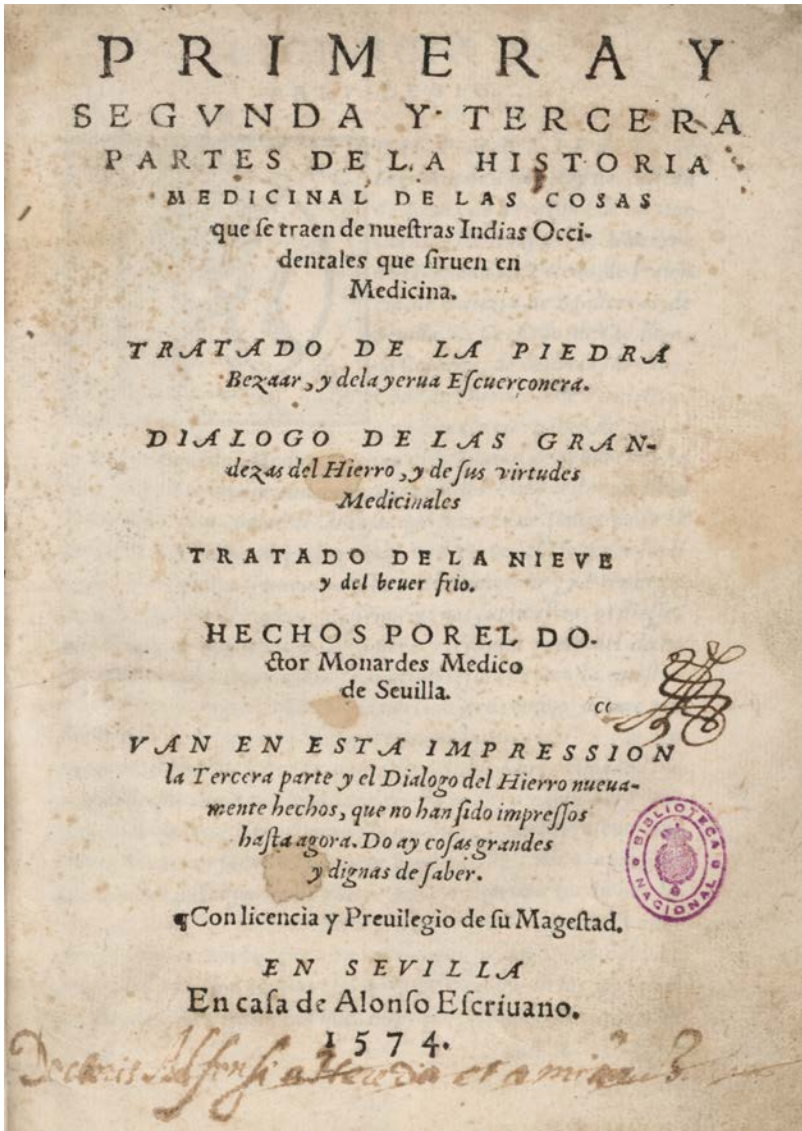 PRIMERA Y
SEGVNDA Y TERCERA
PARTES DE LA HISTORIA
MEDICINAL DE LAS COSAS
que ſe traen de nueſtras Indias Occi-
dentales que ſiruen en
Medicina.
TRATADO DE LA PIEDRA
Bezaar, y dela yerua Eſcuerçonera.
DIALOGO DE LAS GRAN-
dezas del Hierro, y de ſus virtudes
Medicinales
TRATADO DE LA NIEVE
y del beuer frio.
HECHOS POR EL DO-
ctor Monardes Medico
de Seuilla.
VAN EN ESTA IMPRESSION
la Tercera parte y el Dialogo del Hierro nueua-
mente hechos, que no han ſido impreſſos
haſta agora. Do ay coſas grandes
y dignas de ſaber.
BIBLIOTECA NACIONAL
¶Con licencia y Preuilegio de ſu Mageſtad.
EN SEVILLA
En caſa de Alonſo Eſcriuano.
1574.